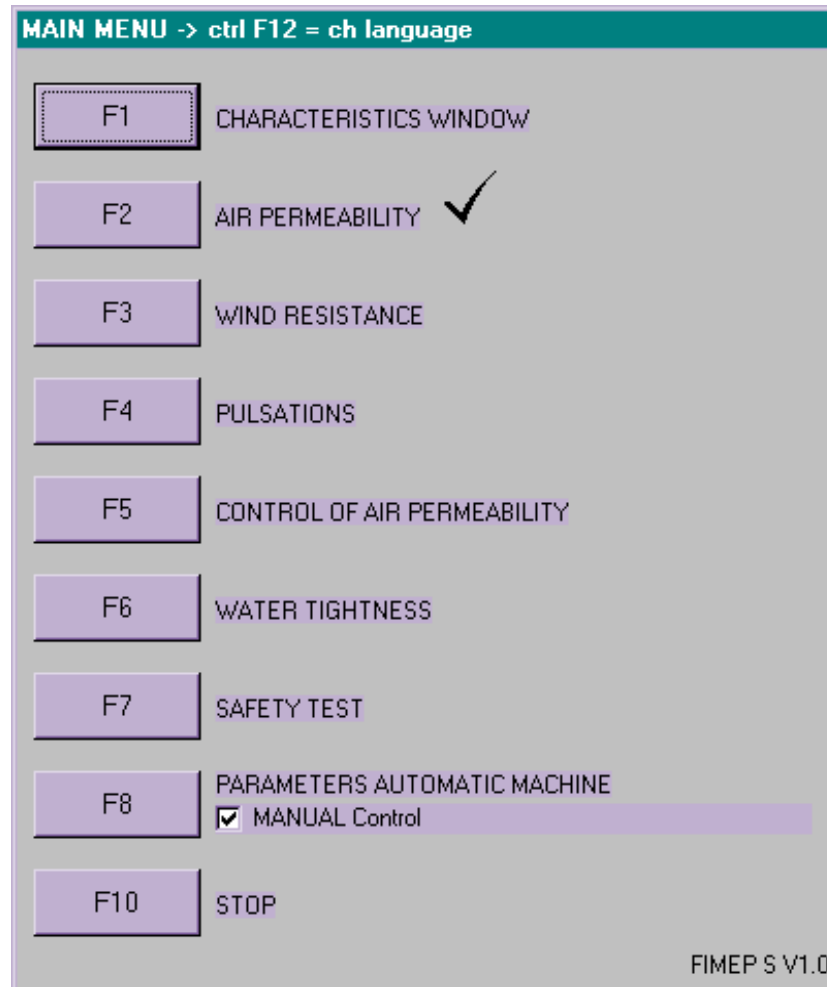 MAIN MENU -> ctrl F12 = ch language
F1 CHARACTERISTICS WINDOW
F2 AIR PERMEABILITY
F3 WIND RESISTANCE
F4 PULSATIONS
F5 CONTROL OF AIR PERMEABILITY
F6 WATER TIGHTNESS
F7 SAFETY TEST
F8 PARAMETERS AUTOMATIC MACHINE
MANUAL Control
F10 STOP
FIMEP S V1.0